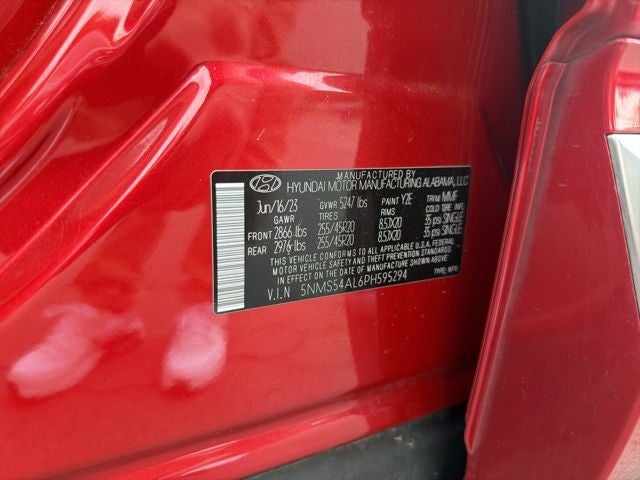 MANUFACTURED BY
HYUNDAI MOTOR MANUFACTURING ALABAMA, LLC
Jun/16/23 GVWR 5247 lbs PAINT Y2E TRIM MMF
GAWR TIRES RIMS COLD TIRE INFL
FRONT 2866 lbs 255/45R20 8.5JX20 35 psi SINGLE
REAR 2976 lbs 255/45R20 8.5JX20 35 psi SINGLE
THIS VEHICLE CONFORMS TO ALL APPLICABLE U.S.A. FEDERAL
MOTOR VEHICLE SAFETY AND THEFT PREVENTION STANDARDS
IN EFFECT ON THE DATE OF MANUFACTURE SHOWN ABOVE.
V.I.N 5NMS54AL6PH595294 TYPE: MPV